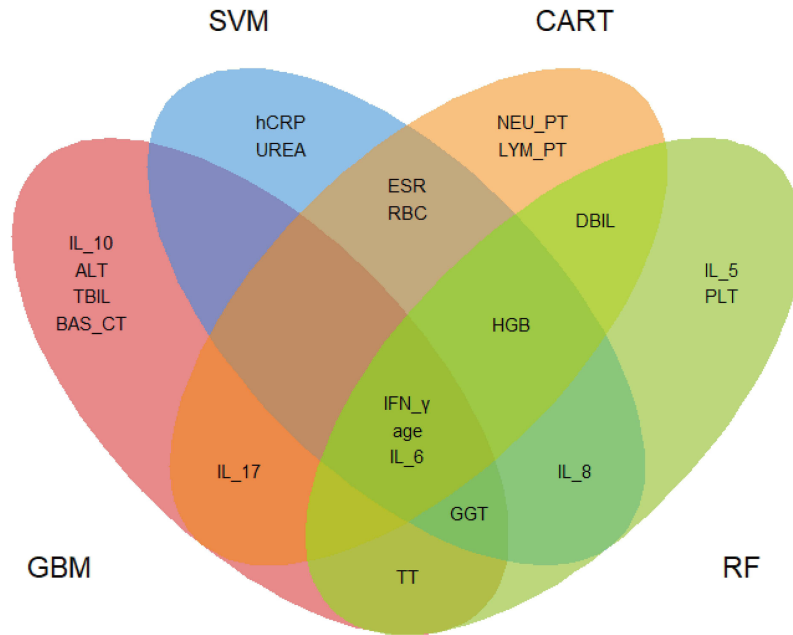 SVM
CART
hCRP
UREA
NEU_PT
LYM_PT
ESR
RBC
DBIL
IL_10
ALT
TBIL
BAS_CT
IL_5
PLT
HGB
IFN_γ
age
IL_6
IL_17
IL_8
GGT
TT
GBM
RF